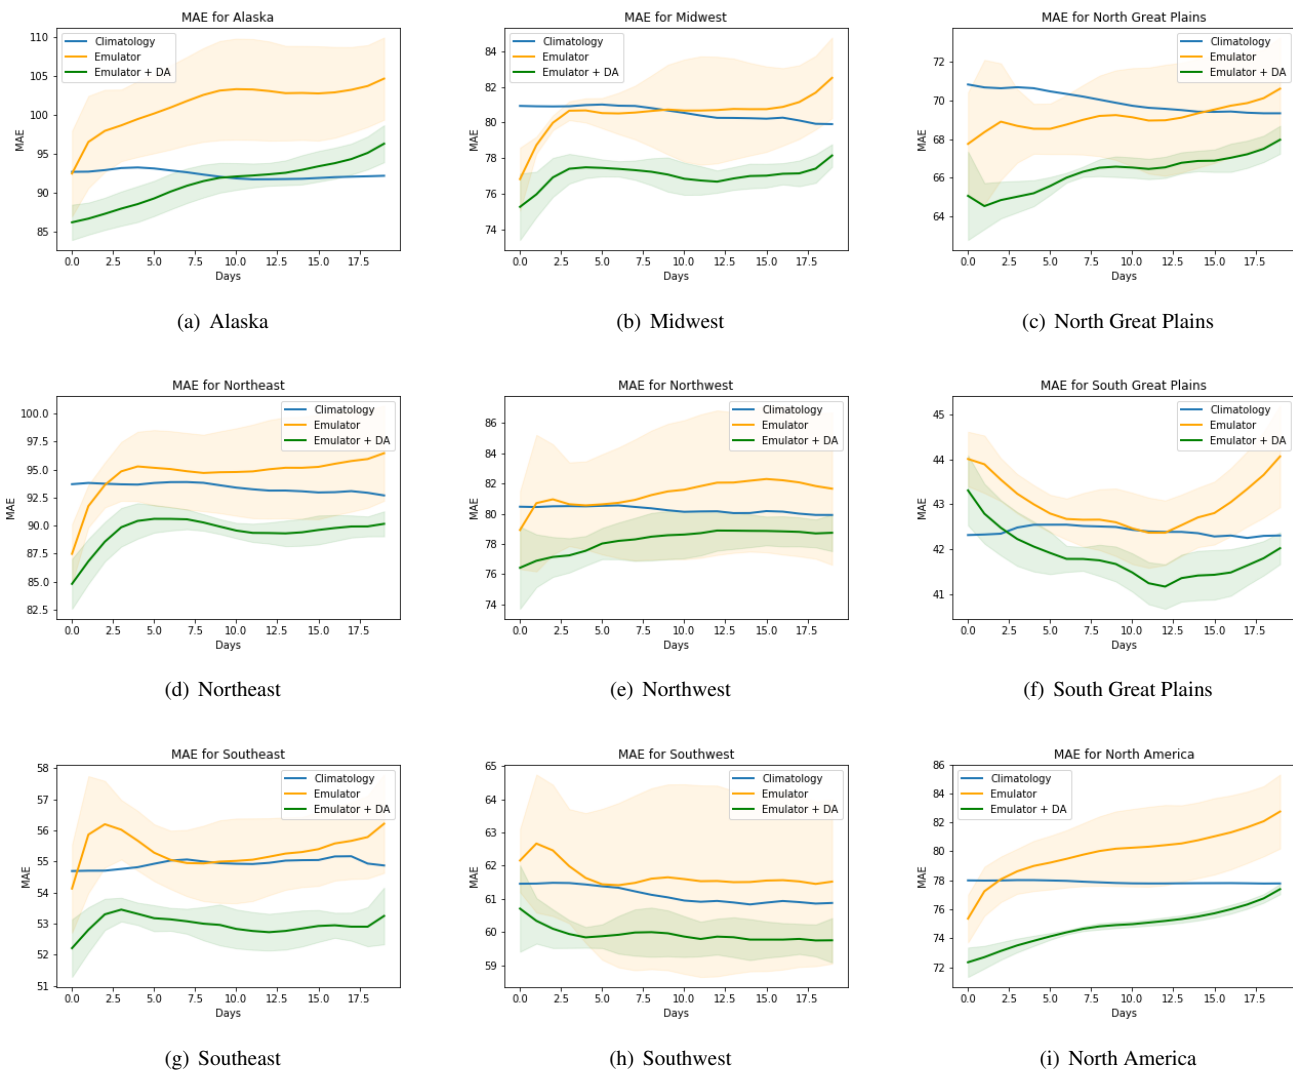 MAE for Alaska
110
105
100
95
90
85
MAE
Climatology
Emulator
Emulator + DA
0.0 2.5 5.0 7.5 10.0 12.5 15.0 17.5
Days
(a) Alaska
MAE for Midwest
84
82
80
78
76
74
MAE
Climatology
Emulator
Emulator + DA
0.0 2.5 5.0 7.5 10.0 12.5 15.0 17.5
Days
(b) Midwest
MAE for North Great Plains
72
70
68
66
64
MAE
Climatology
Emulator
Emulator + DA
0.0 2.5 5.0 7.5 10.0 12.5 15.0 17.5
Days
(c) North Great Plains
MAE for Northeast
100.0
97.5
95.0
92.5
90.0
87.5
85.0
82.5
MAE
Climatology
Emulator
Emulator + DA
0.0 2.5 5.0 7.5 10.0 12.5 15.0 17.5
Days
(d) Northeast
MAE for Northwest
86
84
82
80
78
76
74
MAE
Climatology
Emulator
Emulator + DA
0.0 2.5 5.0 7.5 10.0 12.5 15.0 17.5
Days
(e) Northwest
MAE for South Great Plains
45
44
43
42
41
MAE
Climatology
Emulator
Emulator + DA
0.0 2.5 5.0 7.5 10.0 12.5 15.0 17.5
Days
(f) South Great Plains
MAE for Southeast
58
57
56
55
54
53
52
51
MAE
Climatology
Emulator
Emulator + DA
0.0 2.5 5.0 7.5 10.0 12.5 15.0 17.5
Days
(g) Southeast
MAE for Southwest
65
64
63
62
61
60
59
MAE
Climatology
Emulator
Emulator + DA
0.0 2.5 5.0 7.5 10.0 12.5 15.0 17.5
Days
(h) Southwest
MAE for North America
86
84
82
80
78
76
74
72
MAE
Climatology
Emulator
Emulator + DA
0.0 2.5 5.0 7.5 10.0 12.5 15.0 17.5
Days
(i) North America